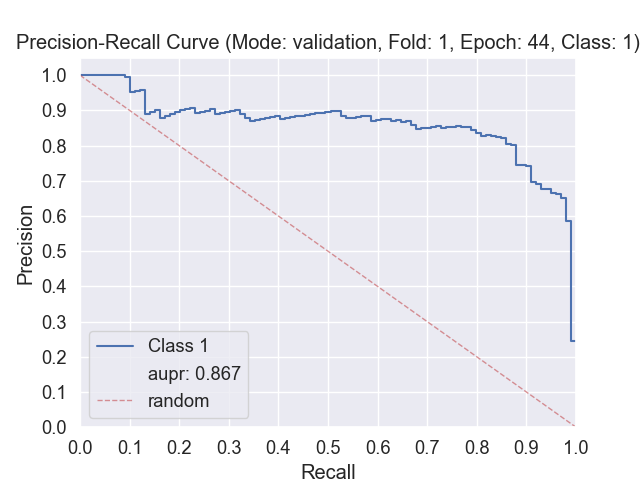 Precision-Recall Curve (Mode: validation, Fold: 1, Epoch: 44, Class: 1)
1.0
0.9
0.8
0.7
0.6
0.5
0.4
0.3
0.2
0.1
0.0
Precision
Class 1
aupr: 0.867
random
0.0 0.1 0.2 0.3 0.4 0.5 0.6 0.7 0.8 0.9 1.0
Recall